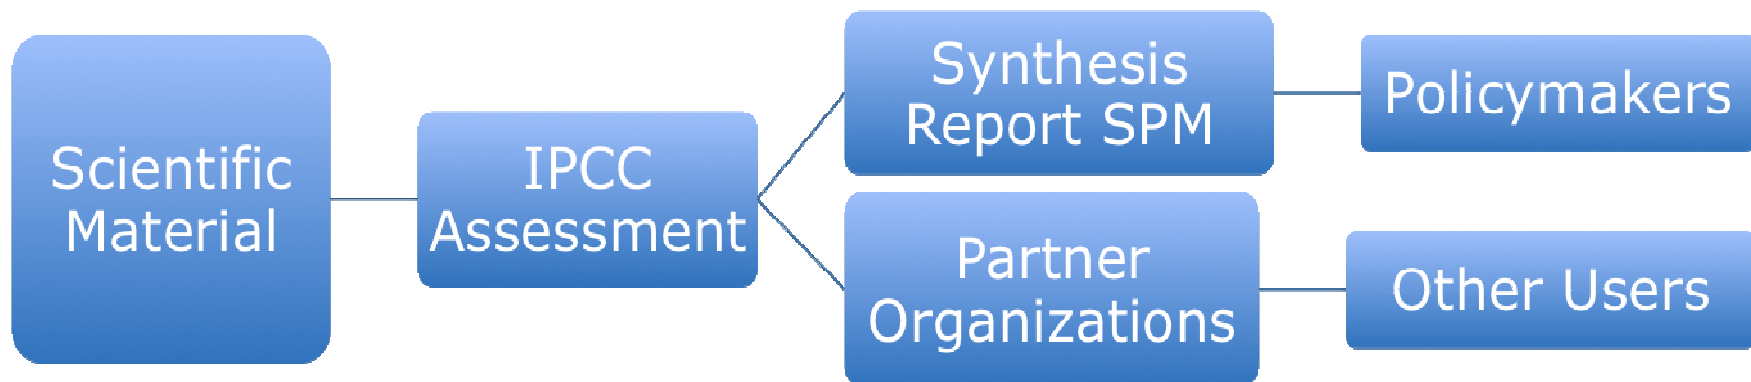 Scientific
Material
IPCC
Assessment
Synthesis
Report SPM
Policymakers
Partner
Organizations
Other Users